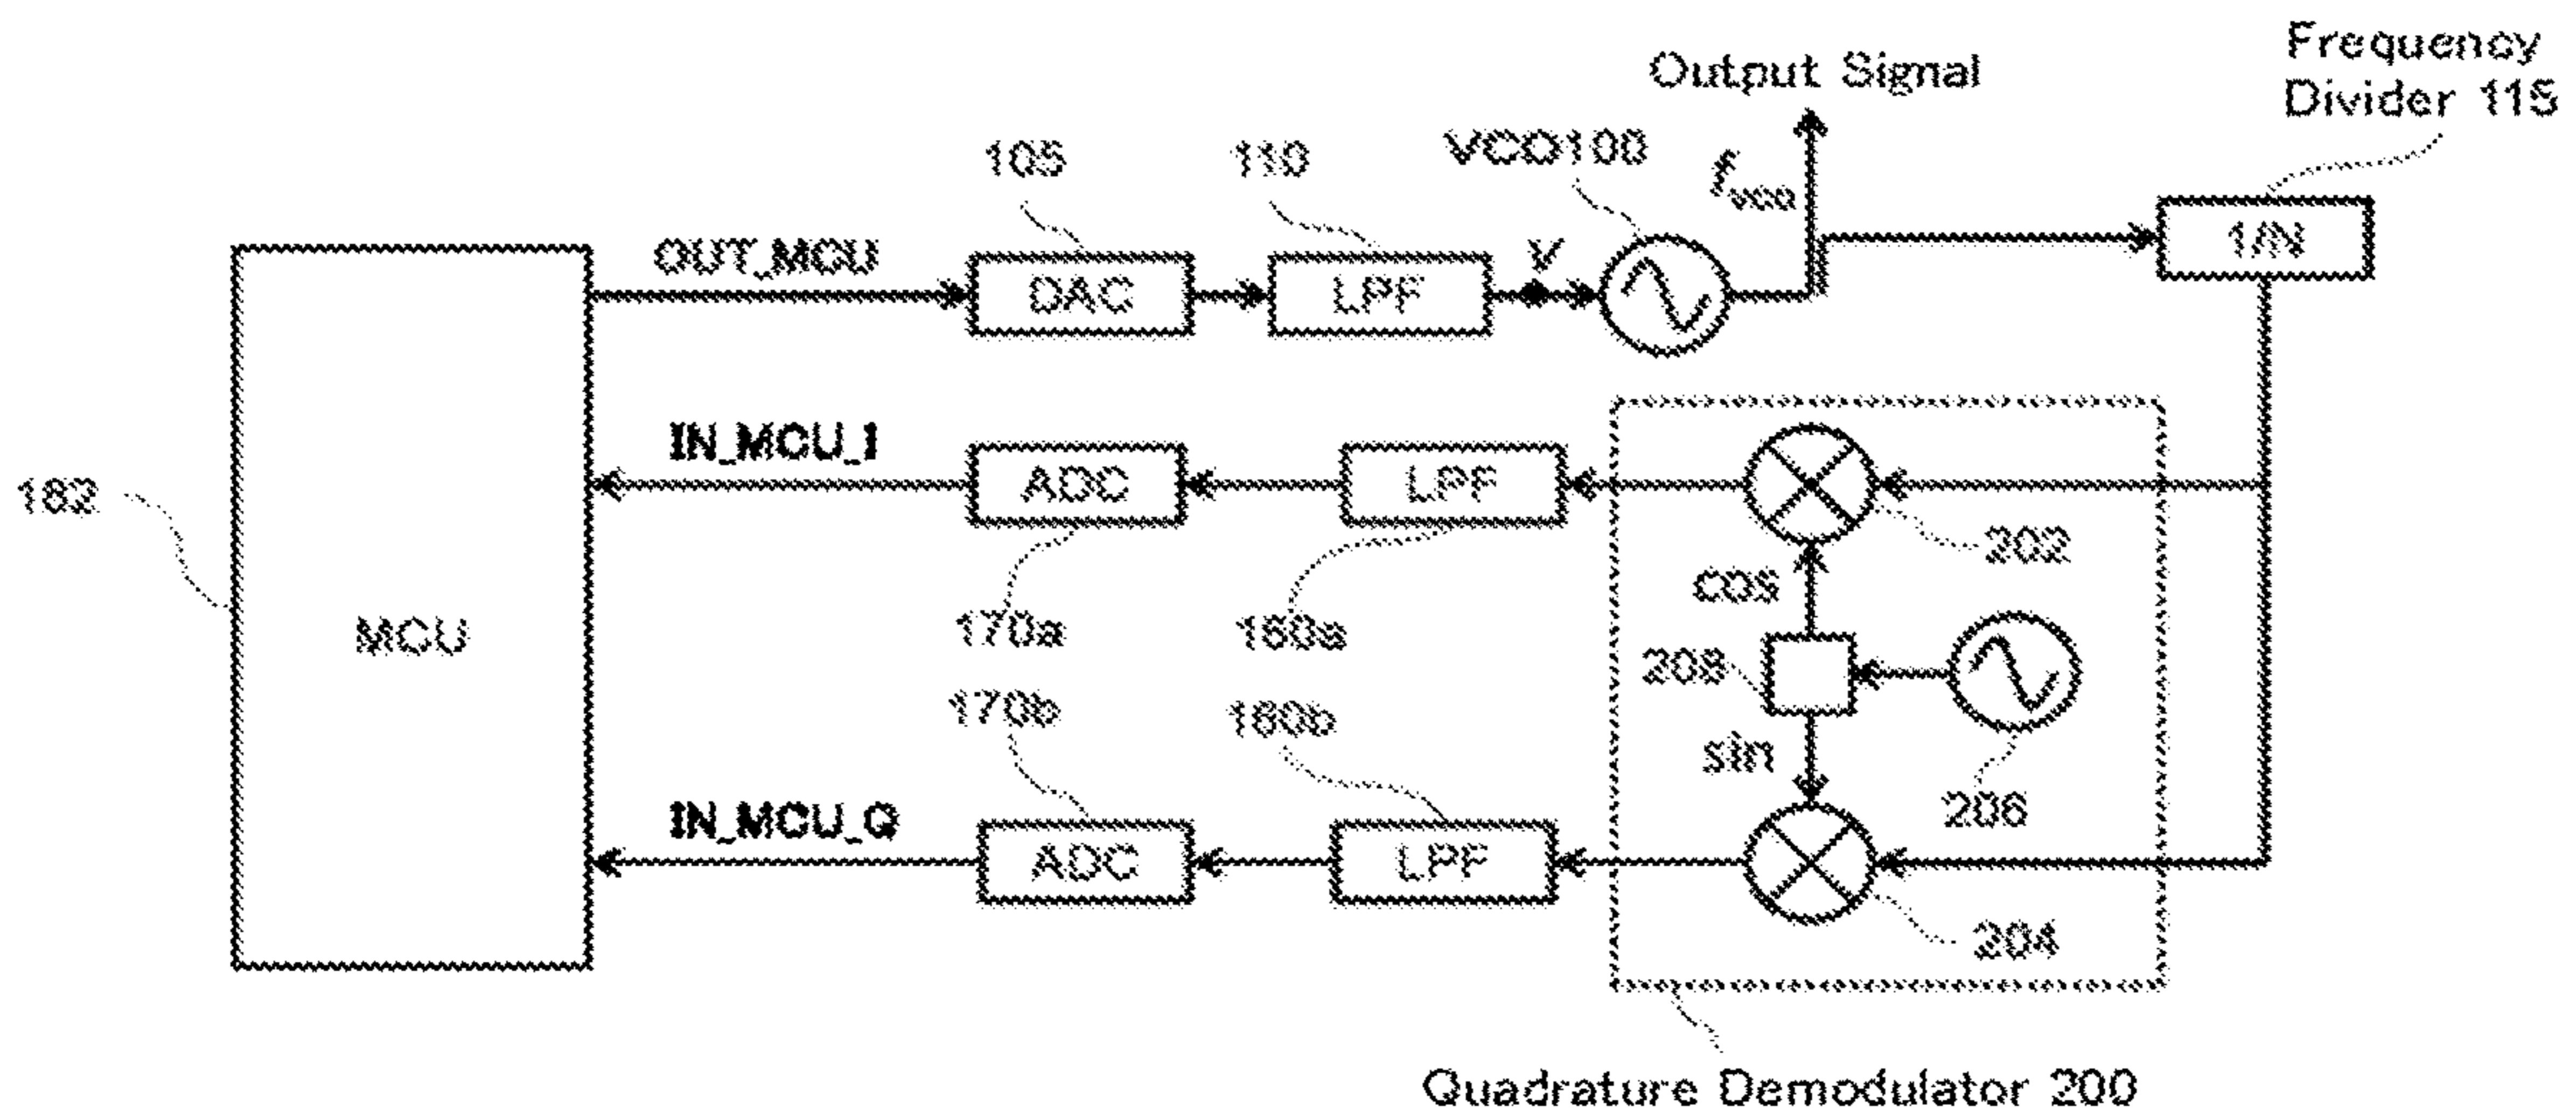 Frequency
Divider 115
Output Signal
105
110
VCO100
fvco
1/N
OUT_MCU
DAC
LPF
V
IN_MCU_I
ADC
LPF
182
202
cos
170a
160a
MCU
208
170b
160b
sin
206
IN_MCU_Q
ADC
LPF
204
Quadrature Demodulator 200